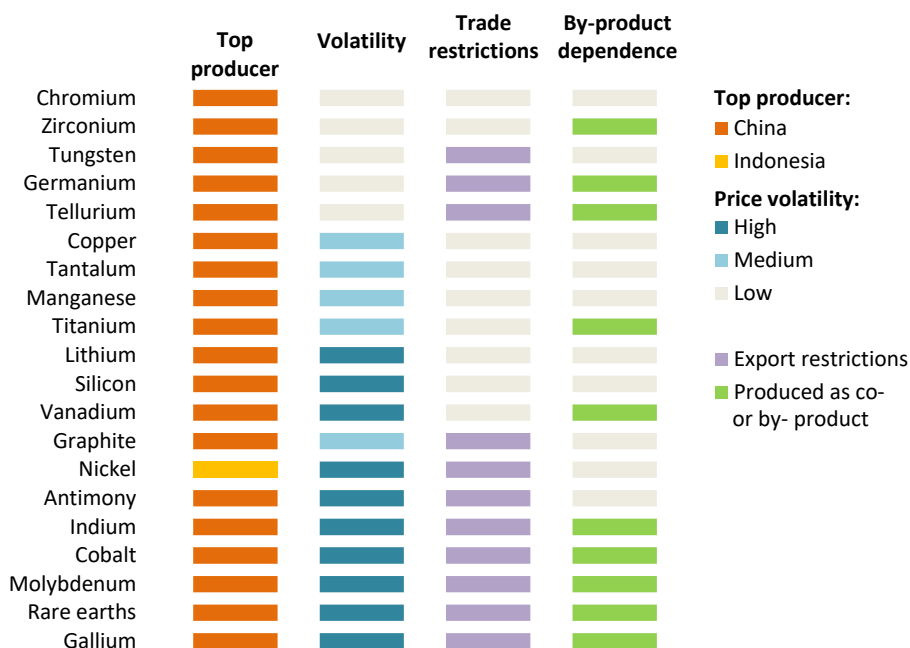 Top producer
Volatility
Trade restrictions
By-product dependence
Chromium
Zirconium
Tungsten
Germanium
Tellurium
Copper
Tantalum
Manganese
Titanium
Lithium
Silicon
Vanadium
Graphite
Nickel
Antimony
Indium
Cobalt
Molybdenum
Rare earths
Gallium
Top producer:
China
Indonesia
Price volatility:
High
Medium
Low
Export restrictions
Produced as co-
or by- product